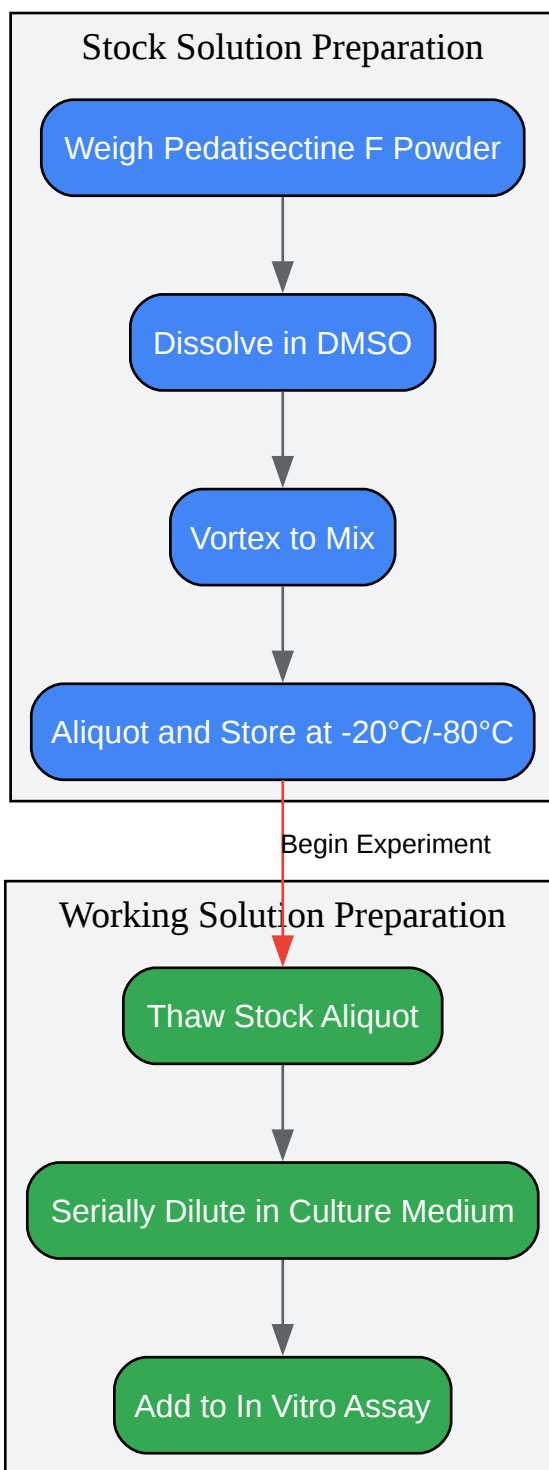 Stock Solution Preparation
Weigh Pedatisectine F Powder
Dissolve in DMSO
Vortex to Mix
Aliquot and Store at -20°C/-80°C
Begin Experiment
Working Solution Preparation
Thaw Stock Aliquot
Serially Dilute in Culture Medium
Add to In Vitro Assay